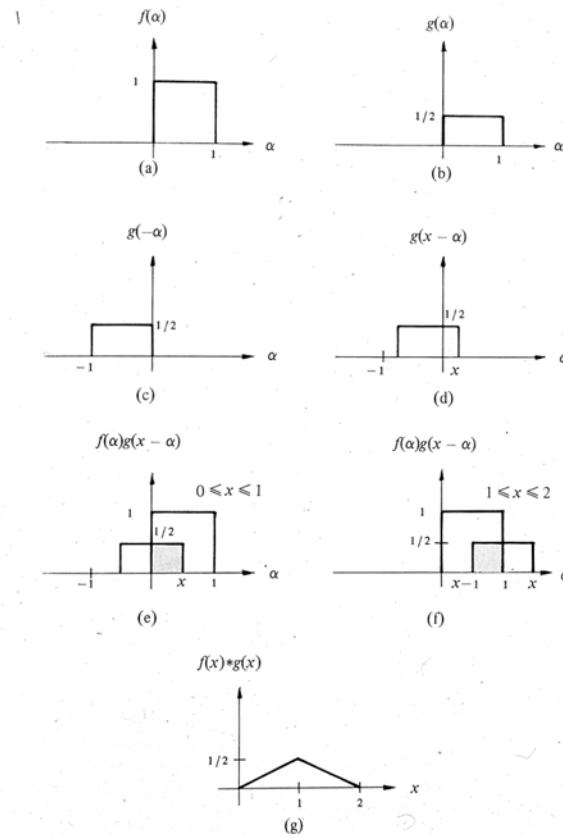 f(α)
1
1
α
(a)
g(α)
1/2
1
α
(b)
g(−α)
1/2
−1
α
(c)
g(x − α)
1/2
−1
x
α
(d)
f(α)g(x − α)
0 ⩽ x ⩽ 1
1
1/2
−1
x
1
α
(e)
f(α)g(x − α)
1 ⩽ x ⩽ 2
1
1/2
x−1
1
x
α
(f)
f(x)*g(x)
1/2
1
2
x
(g)